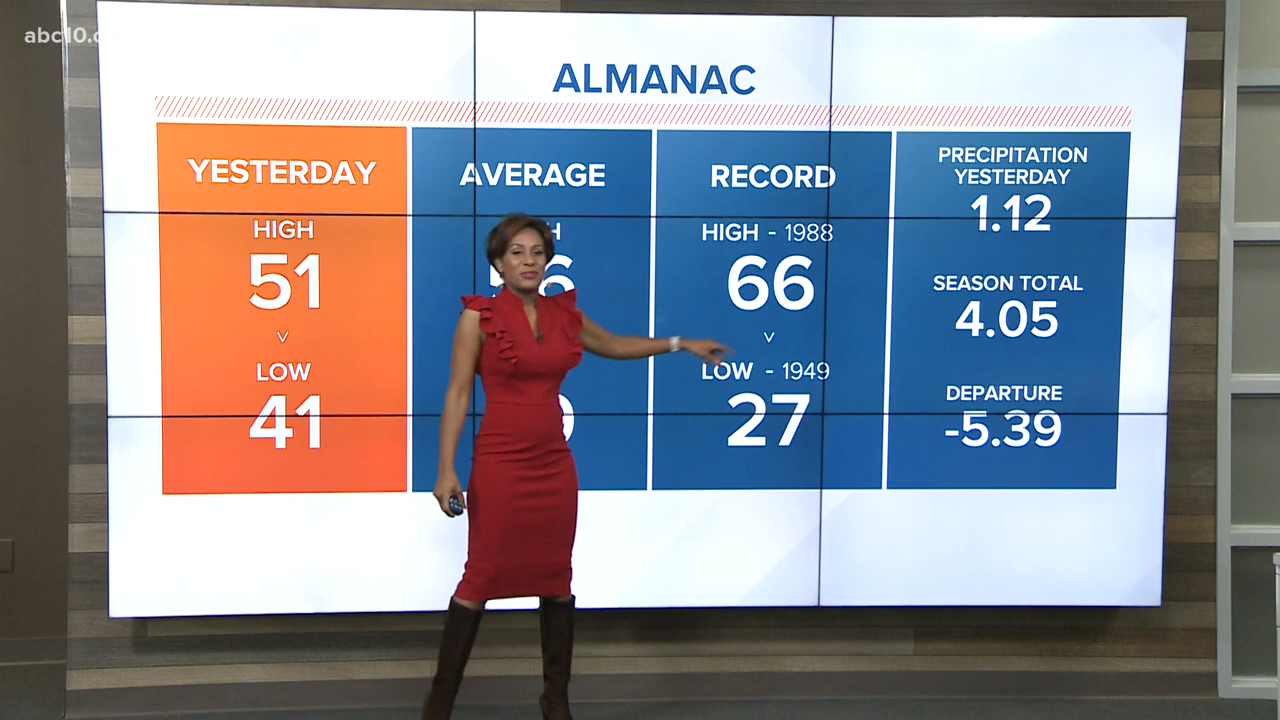 ALMANAC
YESTERDAY
HIGH
51
LOW
41
AVERAGE
RECORD
HIGH - 1988
66
LOW - 1949
27
PRECIPITATION
YESTERDAY
1.12
SEASON TOTAL
4.05
DEPARTURE
-5.39